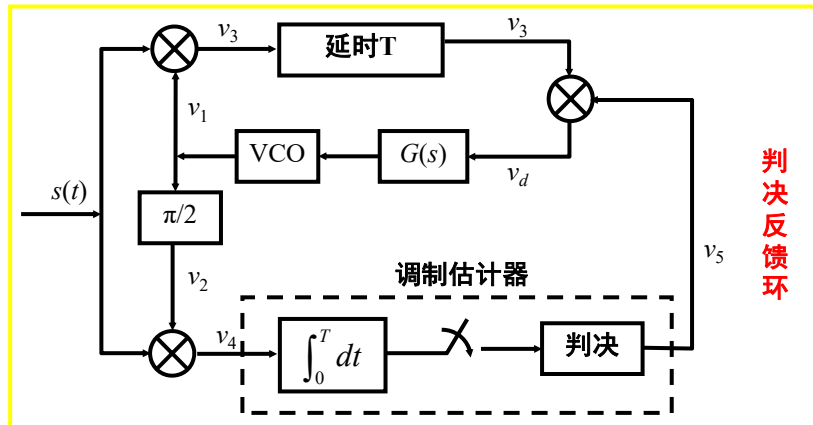 v₃
延时T
v₃
v₁
VCO
G(s)
v_d
s(t)
π/2
v₂
v₅
判决反馈环
调制估计器
v₄
∫₀ᵀ dt
判决